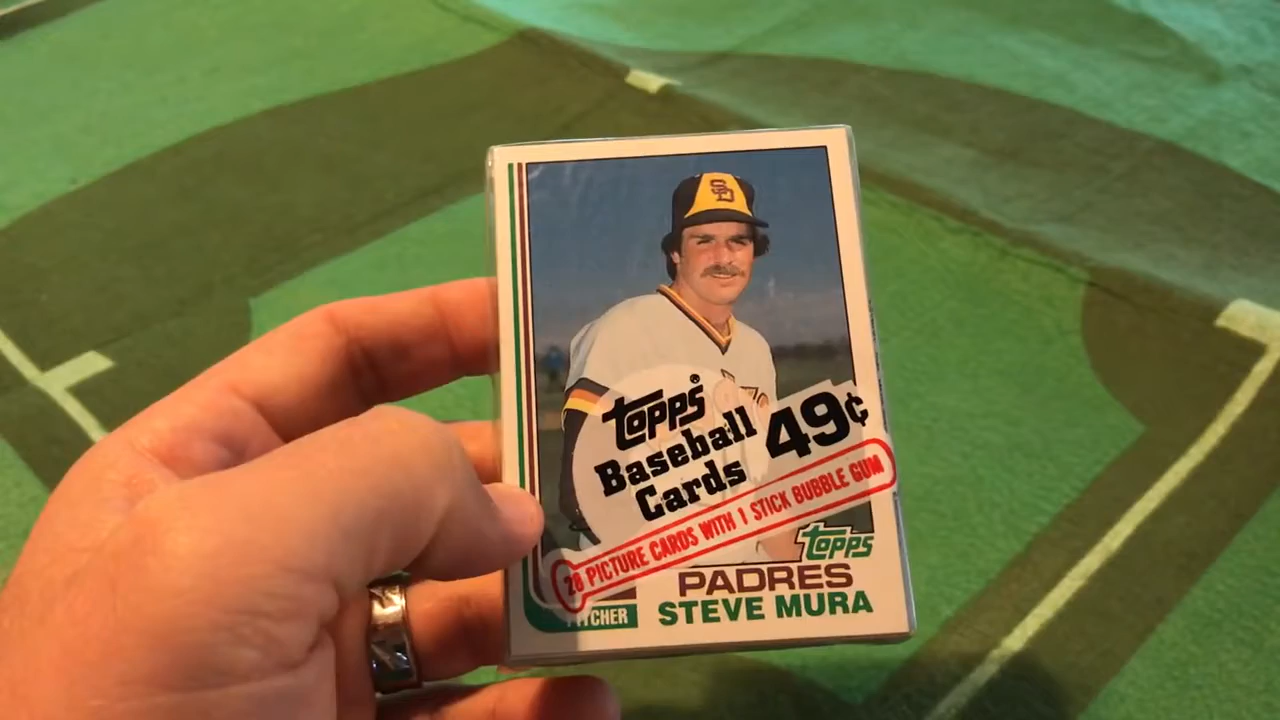 SD
Topps®
Baseball
Cards
49¢
28 PICTURE CARDS WITH 1 STICK BUBBLE GUM
topps
PADRES
PITCHER
STEVE MURA